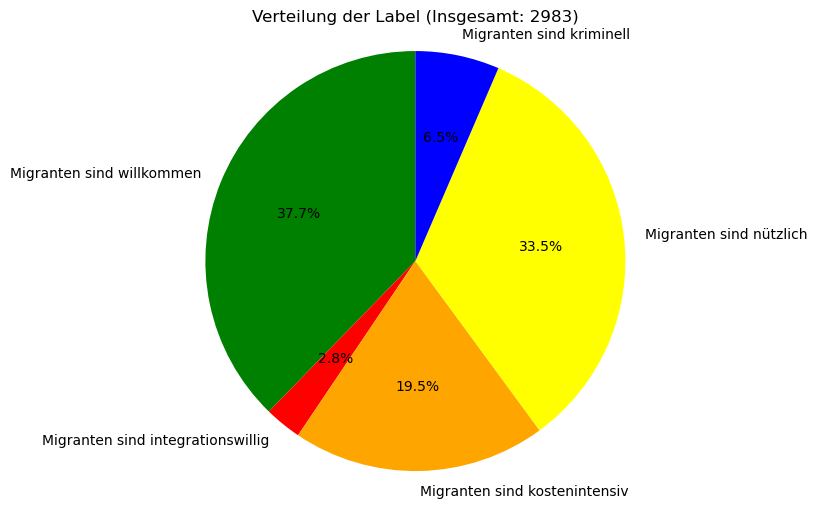 Verteilung der Label (Insgesamt: 2983)
Migranten sind kriminell
6.5%
Migranten sind willkommen
37.7%
33.5%
Migranten sind nützlich
2.8%
19.5%
Migranten sind integrationswillig
Migranten sind kostenintensiv